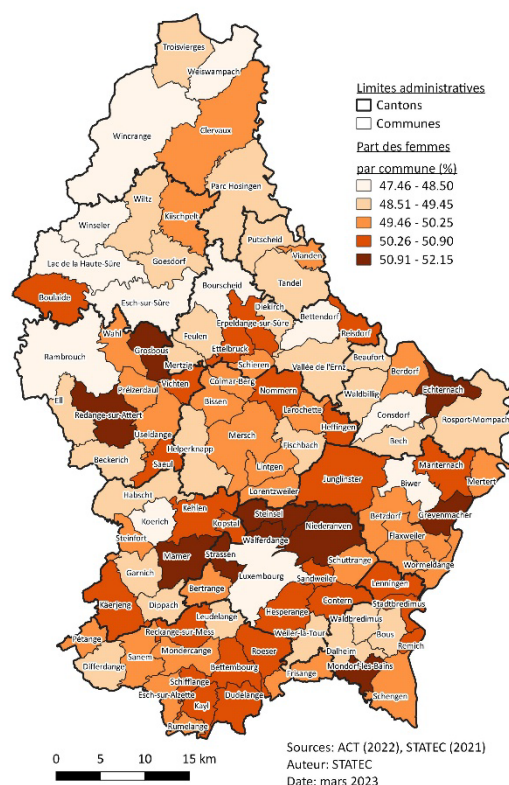 Troisvierges
Weiswampach
Limites administratives
Cantons
Communes
Part des femmes
par commune (%)
47.46 - 48.50
48.51 - 49.45
49.46 - 50.25
50.26 - 50.90
50.91 - 52.15
Wincrange
Clervaux
Parc Hosingen
Wiltz
Kiischpelt
Winseler
Putscheid
Vianden
Goesdorf
Lac de la Haute-Sûre
Tandel
Bourscheid
Boulaide
Esch-sur-Sûre
Diekirch
Bettendorf
Erpeldange-sur-Sûre
Reisdorf
Wahl
Feulen
Grosbous
Ettelbruck
Beaufort
Rambrouch
Mertzig
Schieren
Vallée de l'Ernz
Berdorf
Colmar-Berg
Echternach
Préizerdaul
Vichten
Nommern
Waldbillig
Ell
Bissen
Larochette
Consdorf
Redange-sur-Attert
Heffingen
Rosport-Mompach
Useldange
Mersch
Fischbach
Bech
Beckerich
Saeul
Helperknapp
Lintgen
Manternach
Junglinster
Biwer
Mertert
Habscht
Lorentzweiler
Kehlen
Steinsel
Grevenmacher
Koerich
Kopstal
Niederanven
Betzdorf
Steinfort
Walferdange
Flaxweiler
Mamer
Strassen
Schuttrange
Wormeldange
Garnich
Luxembourg
Bertrange
Sandweiler
Lenningen
Käerjeng
Dippach
Contern
Stadtbredimus
Leudelange
Hesperange
Waldbredimus
Reckange-sur-Mess
Weiler-la-Tour
Bous
Pétange
Mondercange
Roeser
Remich
Sanem
Dalheim
Differdange
Bettembourg
Mondorf-les-Bains
Schifflange
Frisange
Esch-sur-Alzette
Dudelange
Schengen
Kayl
Rumelange
0 5 10 15 km
Sources: ACT (2022), STATEC (2021)
Auteur: STATEC
Date: mars 2023